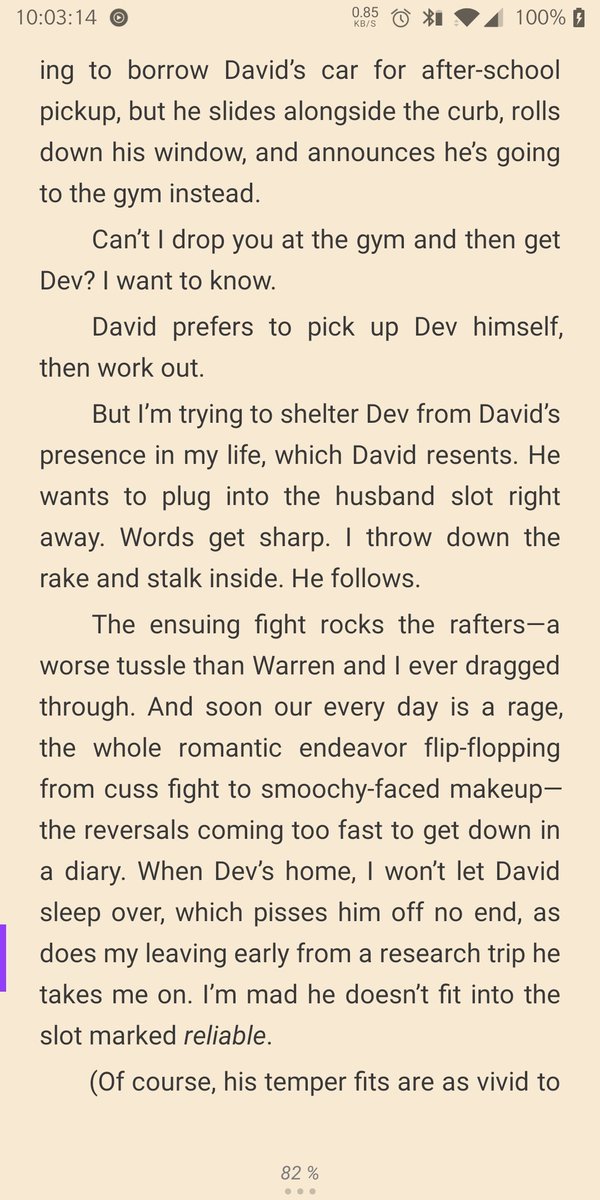 10:03:14
0.85
KB/S
100%
ing to borrow David’s car for after-school
pickup, but he slides alongside the curb, rolls
down his window, and announces he’s going
to the gym instead.
Can’t I drop you at the gym and then get
Dev? I want to know.
David prefers to pick up Dev himself,
then work out.
But I’m trying to shelter Dev from David’s
presence in my life, which David resents. He
wants to plug into the husband slot right
away. Words get sharp. I throw down the
rake and stalk inside. He follows.
The ensuing fight rocks the rafters—a
worse tussle than Warren and I ever dragged
through. And soon our every day is a rage,
the whole romantic endeavor flip-flopping
from cuss fight to smoochy-faced makeup—
the reversals coming too fast to get down in
a diary. When Dev’s home, I won’t let David
sleep over, which pisses him off no end, as
does my leaving early from a research trip he
takes me on. I’m mad he doesn’t fit into the
slot marked reliable.
(Of course, his temper fits are as vivid to
82 %